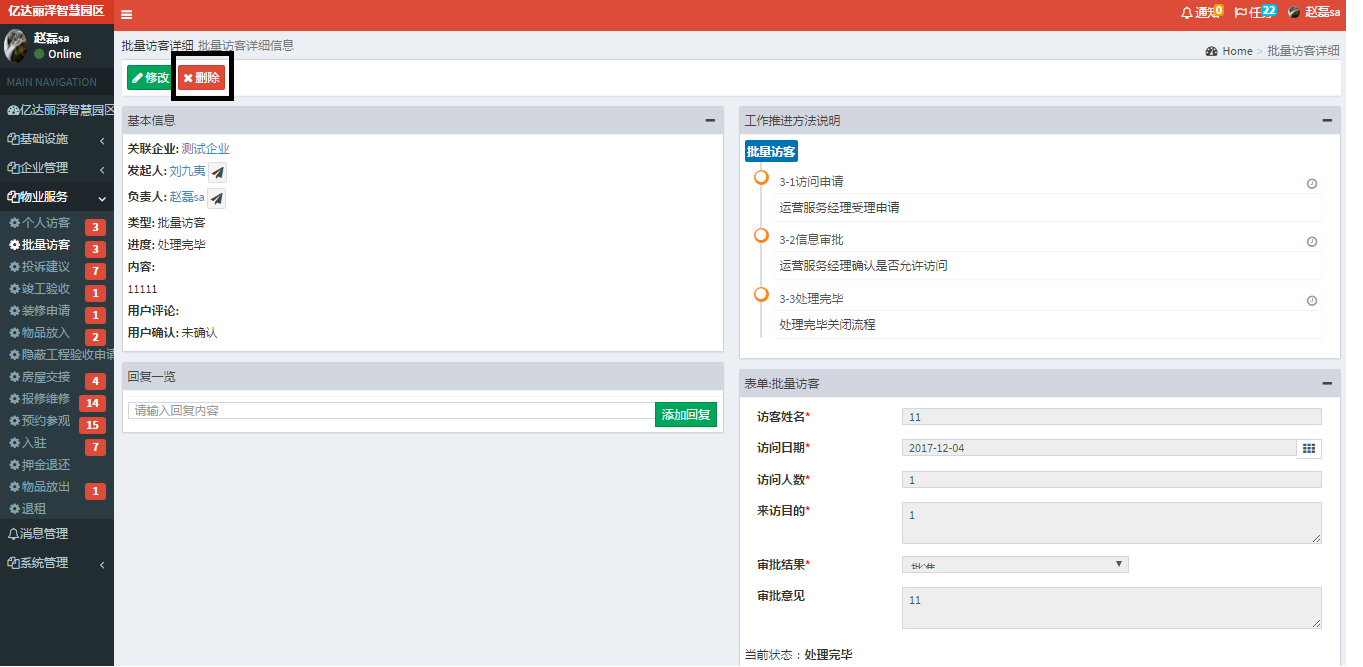 亿达丽泽智慧园区
通知 0
任务 22
赵磊sa
赵磊sa
Online
MAIN NAVIGATION
亿达丽泽智慧园区
基础设施
企业管理
物业服务
个人访客 3
批量访客 3
投诉建议 7
竣工验收 1
装修申请 1
物品放入 2
隐蔽工程验收申请
房屋交接 4
报修维修 14
预约参观 15
入驻 7
押金退还
物品放出 1
退租
消息管理
系统管理
批量访客详细 批量访客详细信息
Home > 批量访客详细
修改
删除
基本信息
关联企业: 测试企业
发起人: 刘九夷
负责人: 赵磊sa
类型: 批量访客
进度: 处理完毕
内容:
11111
用户评论:
用户确认: 未确认
回复一览
请输入回复内容
添加回复
工作推进方法说明
批量访客
3-1访问申请
运营服务经理受理申请
3-2信息审批
运营服务经理确认是否允许访问
3-3处理完毕
处理完毕关闭流程
表单:批量访客
访客姓名* 11
访问日期* 2017-12-04
访问人数* 1
来访目的* 1
审批结果* 批准
审批意见 11
当前状态：处理完毕